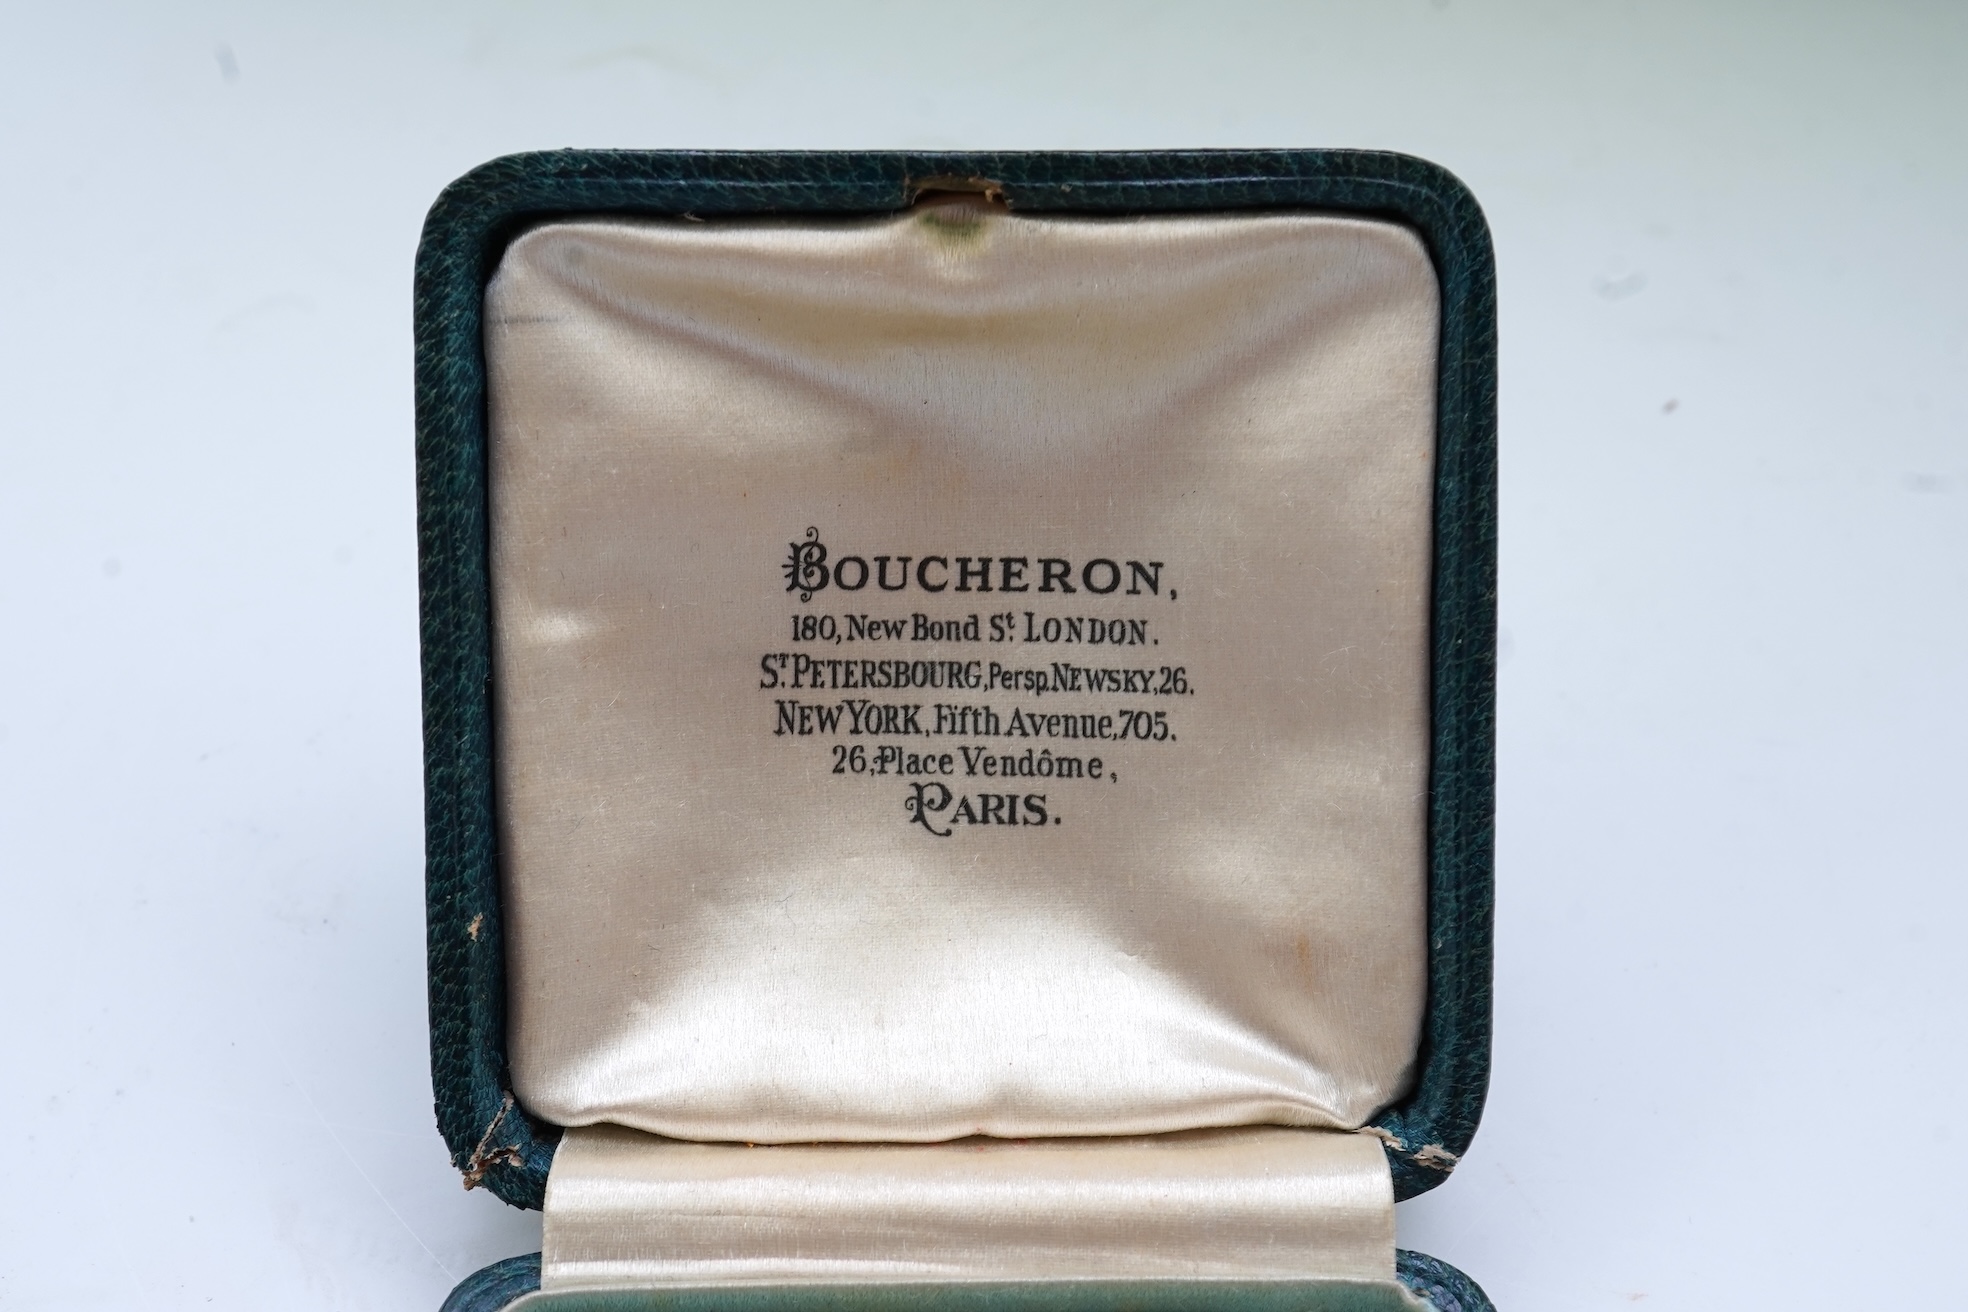 BOUCHERON,
180, New Bond St. LONDON.
ST. PETERSBOURG, Persp. NEWSKY, 26.
NEW YORK, Fifth Avenue, 705.
26, Place Vendôme,
PARIS.